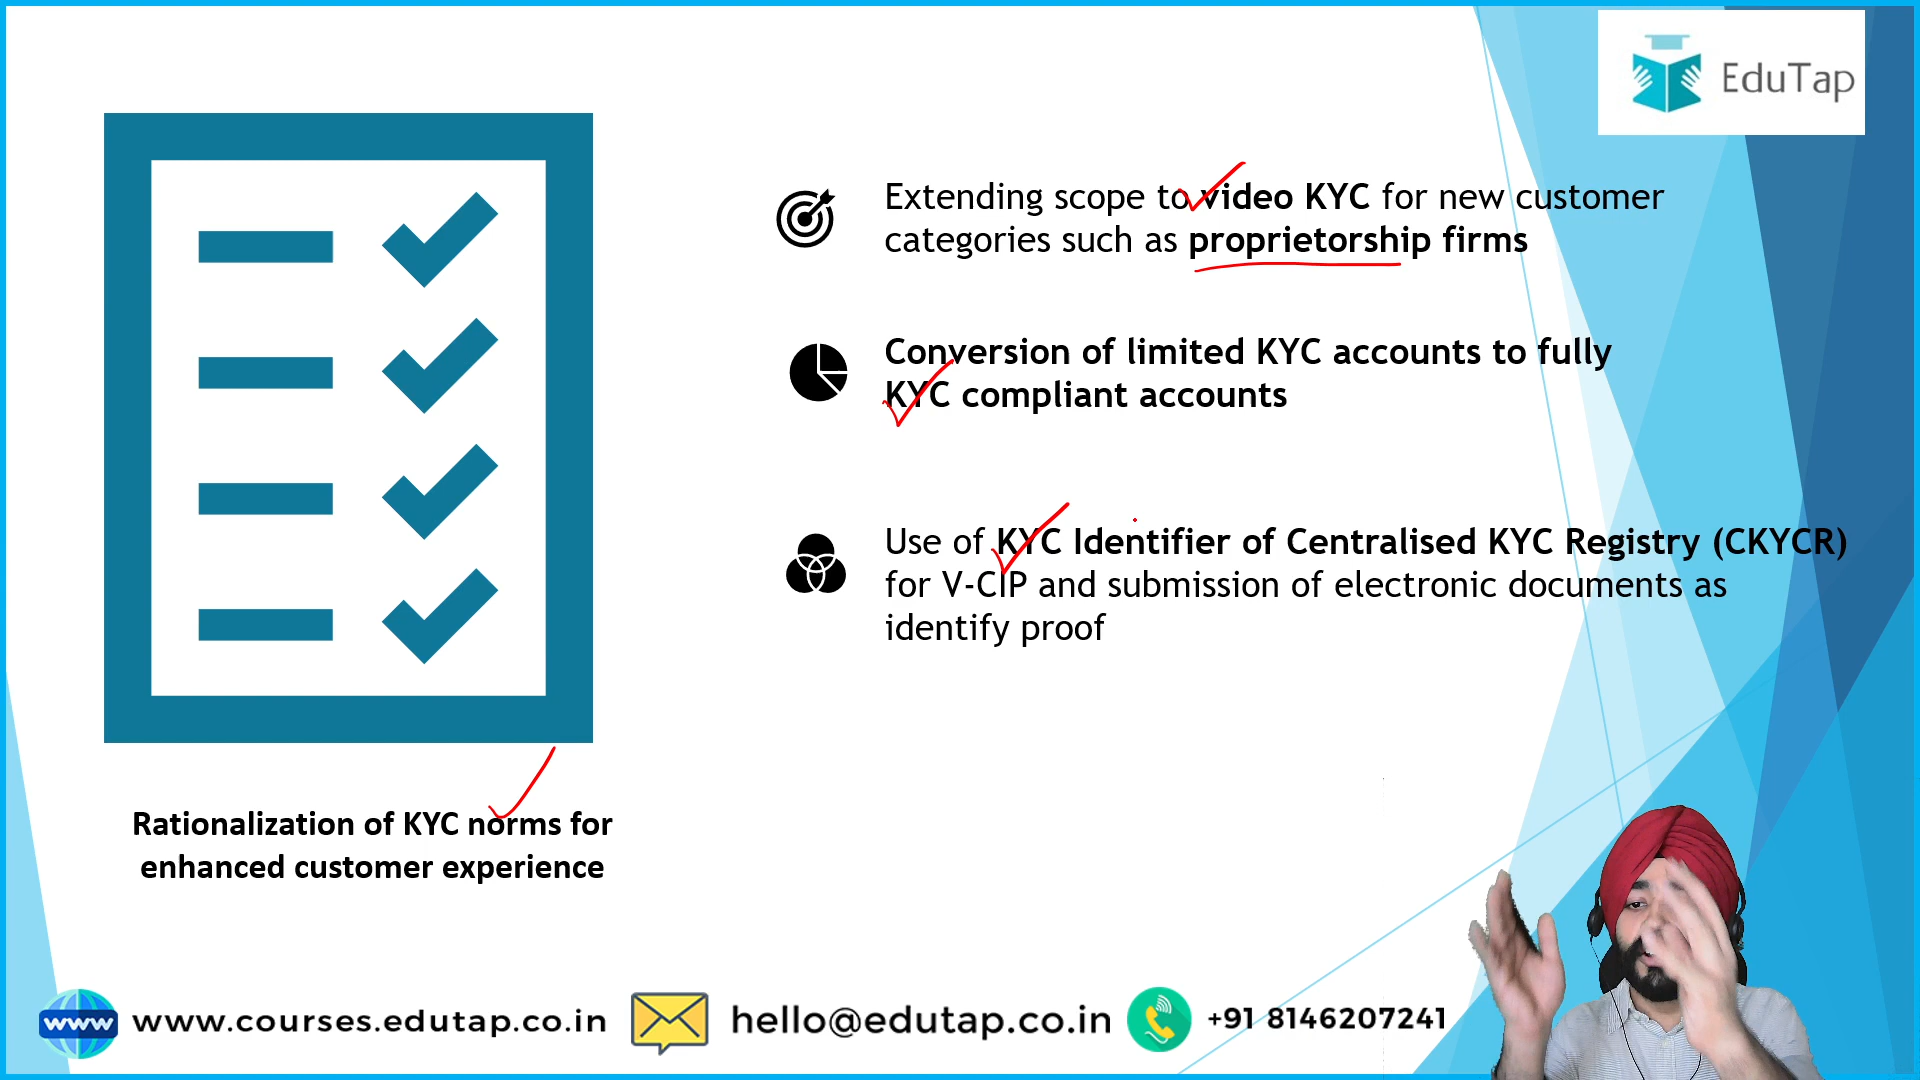 EduTap
Extending scope to video KYC for new customer
categories such as proprietorship firms
Conversion of limited KYC accounts to fully
KYC compliant accounts
Use of KYC Identifier of Centralised KYC Registry (CKYCR)
for V-CIP and submission of electronic documents as
identify proof
Rationalization of KYC norms for
enhanced customer experience
www
www.courses.edutap.co.in
hello@edutap.co.in
+91 8146207241